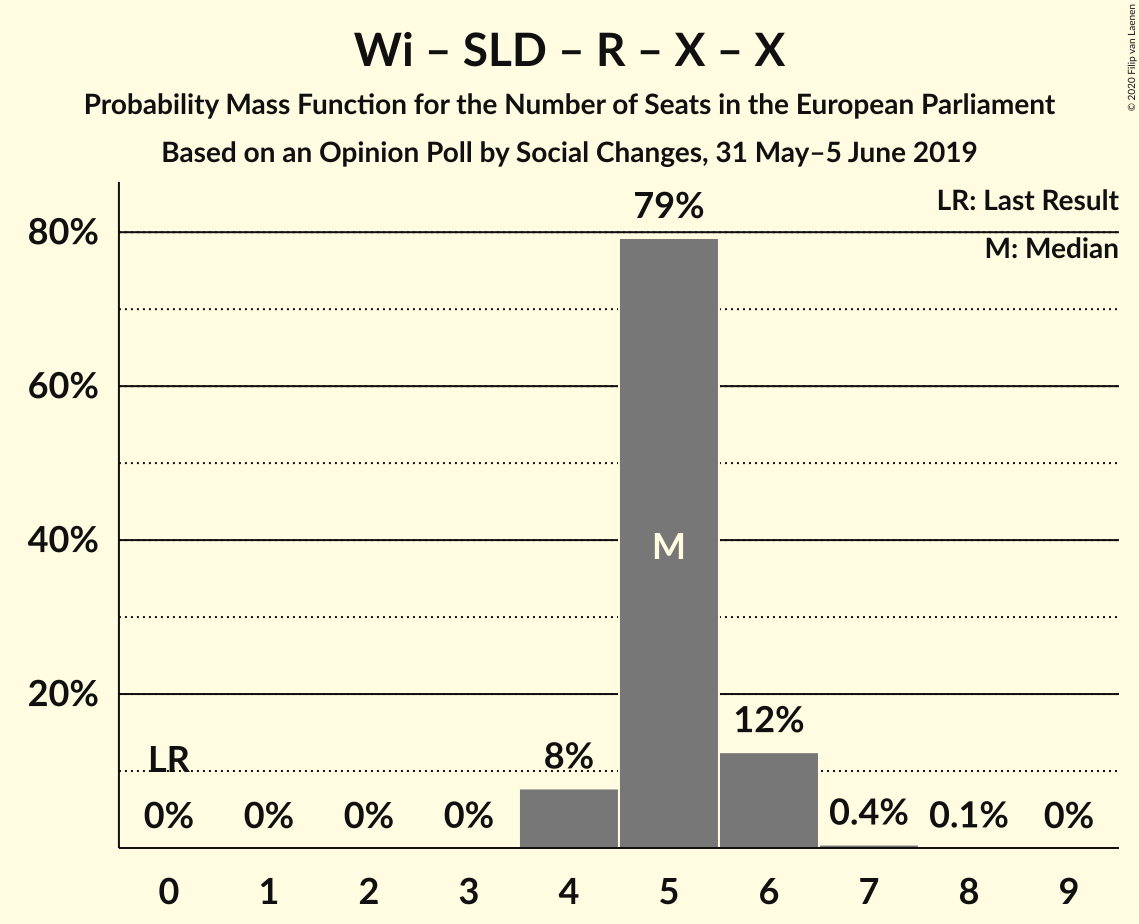 Wi – SLD – R – X – X
Probability Mass Function for the Number of Seats in the European Parliament
Based on an Opinion Poll by Social Changes, 31 May–5 June 2019
© 2020 Filip van Laenen
LR: Last Result
M: Median
80%
60%
40%
20%
79%
M
12%
LR
8%
0% 0% 0% 0% 0.4% 0.1% 0%
0 1 2 3 4 5 6 7 8 9